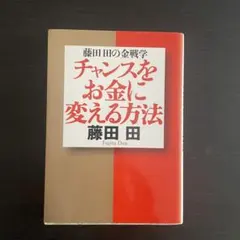 藤田田の金戦学
チャンスを
お金に
変える方法
藤田 田
Fujita Den